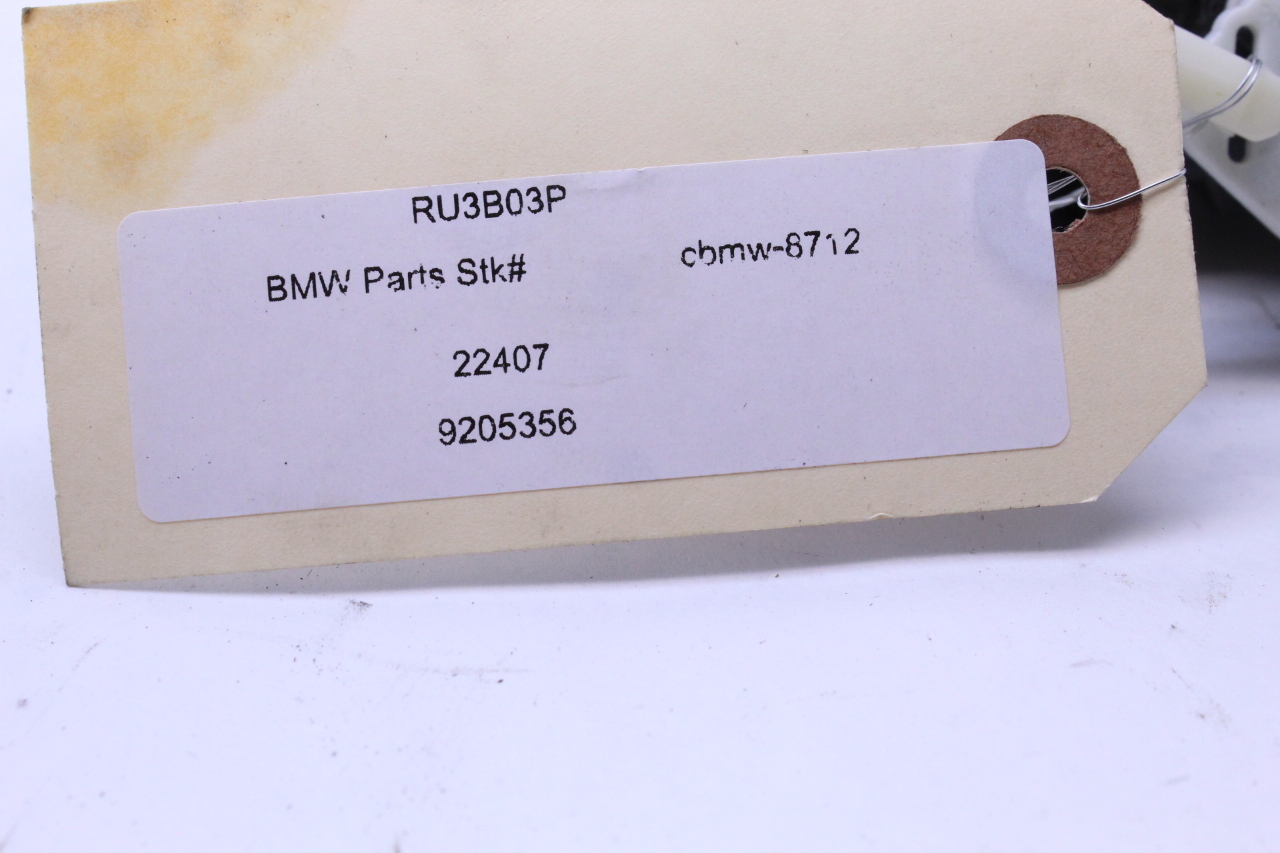 RU3B03P
BMW Parts Stk# cbmw-8712
22407
9205356